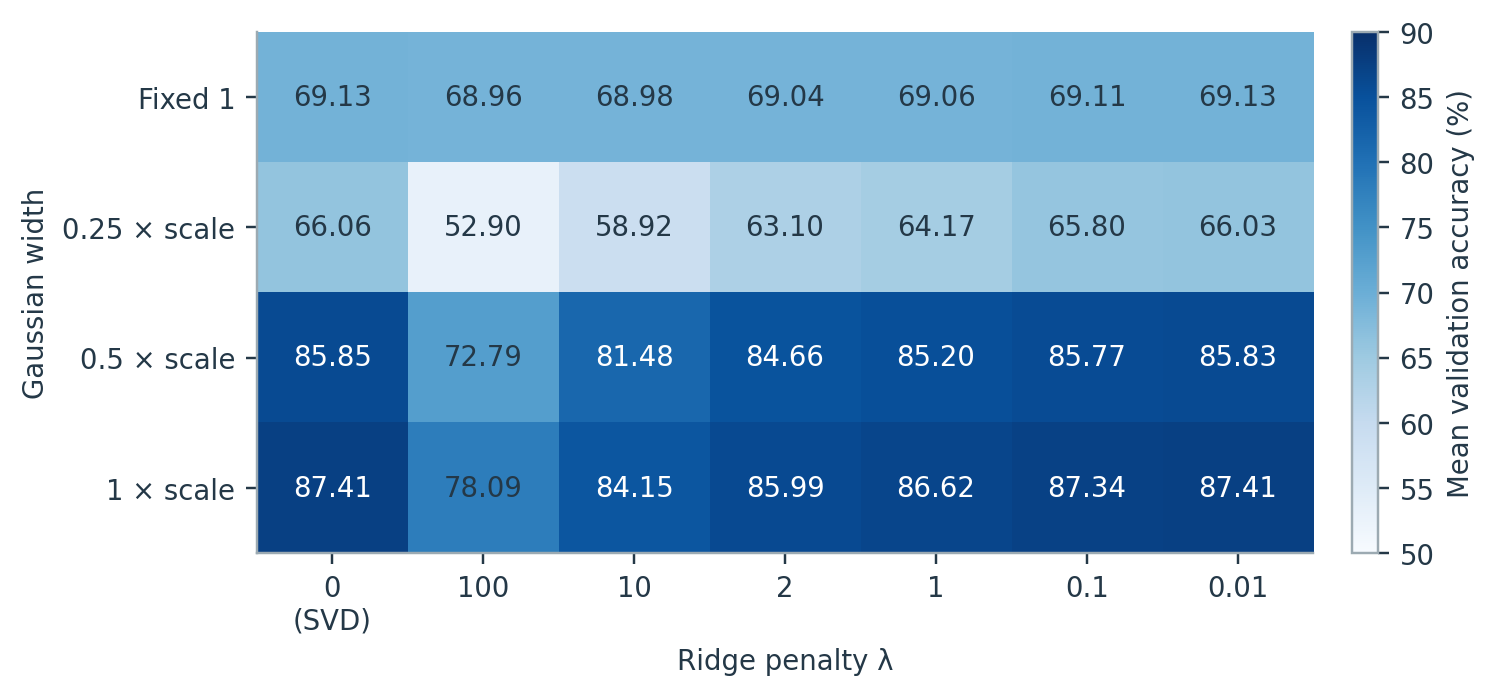 Gaussian width
Fixed 1 69.13 68.96 68.98 69.04 69.06 69.11 69.13
0.25 × scale 66.06 52.90 58.92 63.10 64.17 65.80 66.03
0.5 × scale 85.85 72.79 81.48 84.66 85.20 85.77 85.83
1 × scale 87.41 78.09 84.15 85.99 86.62 87.34 87.41
0 100 10 2 1 0.1 0.01
(SVD)
Ridge penalty λ
90
85
80
75
70
65
60
55
50
Mean validation accuracy (%)